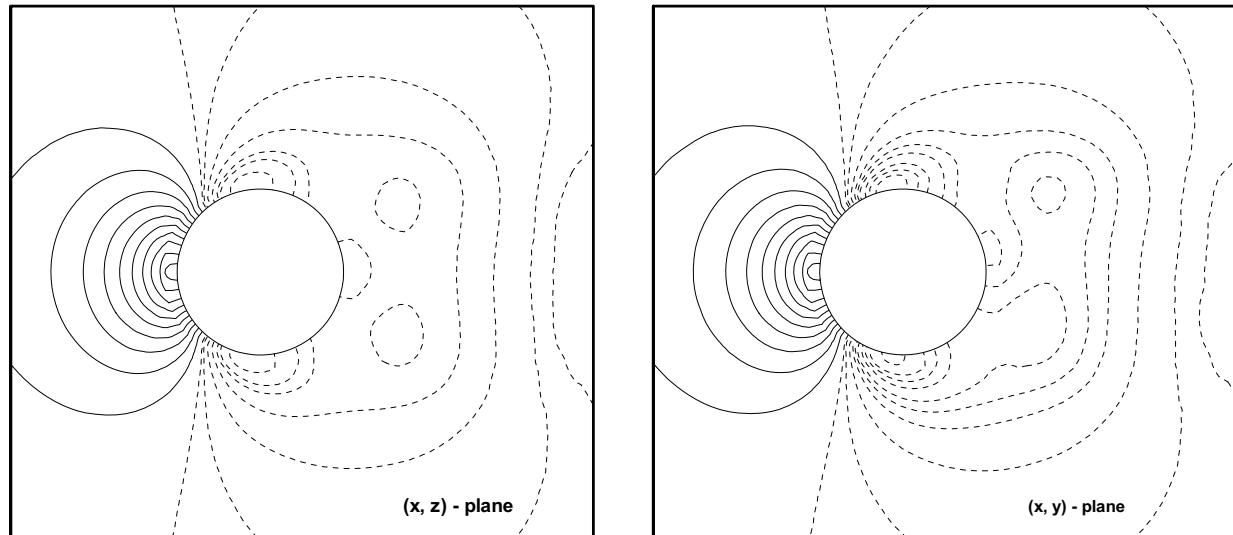 (x, z) - plane
(x, y) - plane